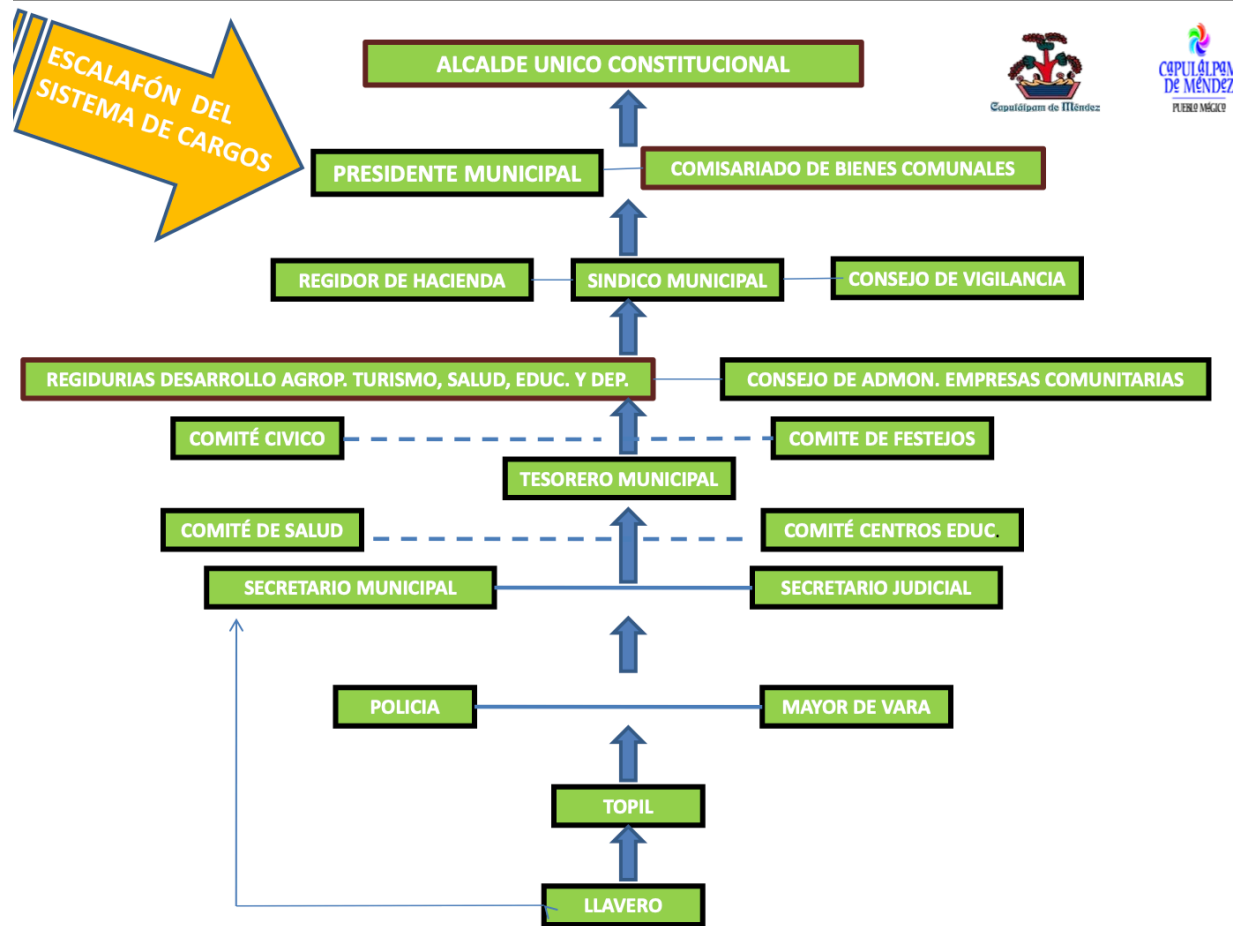 ESCALAFÓN DEL
SISTEMA DE CARGOS
ALCALDE UNICO CONSTITUCIONAL
Capulálpam de Méndez
CAPULÁLPAM
DE MÉNDEZ
PUEBLO MÁGICO
PRESIDENTE MUNICIPAL
COMISARIADO DE BIENES COMUNALES
REGIDOR DE HACIENDA
SINDICO MUNICIPAL
CONSEJO DE VIGILANCIA
REGIDURIAS DESARROLLO AGROP. TURISMO, SALUD, EDUC. Y DEP.
CONSEJO DE ADMON. EMPRESAS COMUNITARIAS
COMITÉ CIVICO
COMITE DE FESTEJOS
TESORERO MUNICIPAL
COMITÉ DE SALUD
COMITÉ CENTROS EDUC.
SECRETARIO MUNICIPAL
SECRETARIO JUDICIAL
POLICIA
MAYOR DE VARA
TOPIL
LLAVERO